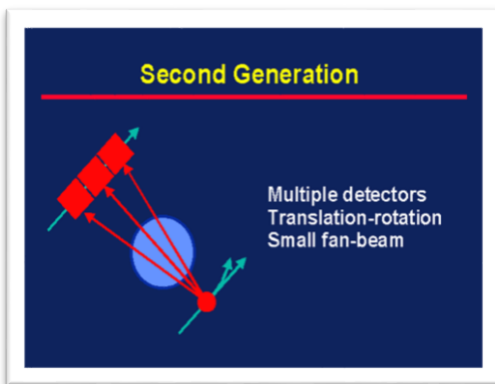 Second Generation
Multiple detectors
Translation-rotation
Small fan-beam